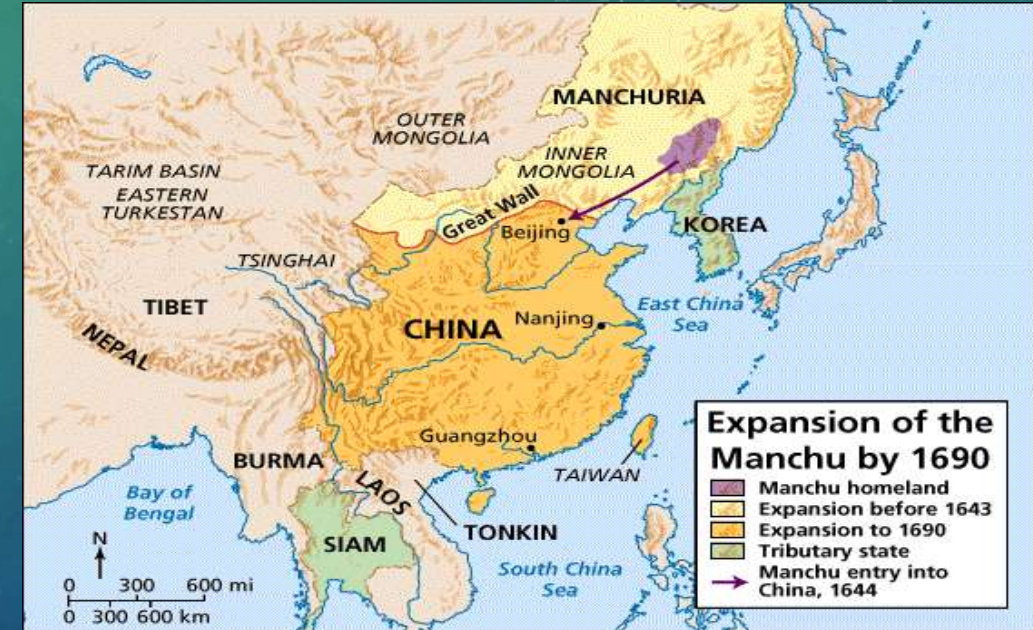 MANCHURIA
OUTER
MONGOLIA
INNER
MONGOLIA
TARIM BASIN
EASTERN
TURKESTAN
Great Wall
Beijing
KOREA
TSINGHAI
TIBET
CHINA
Nanjing
East China
Sea
NEPAL
Guangzhou
TAIWAN
BURMA
LAOS
Bay of
Bengal
TONKIN
SIAM
South China
Sea
N
0 300 600 mi
0 300 600 km
Expansion of the
Manchu by 1690
Manchu homeland
Expansion before 1643
Expansion to 1690
Tributary state
Manchu entry into
China, 1644